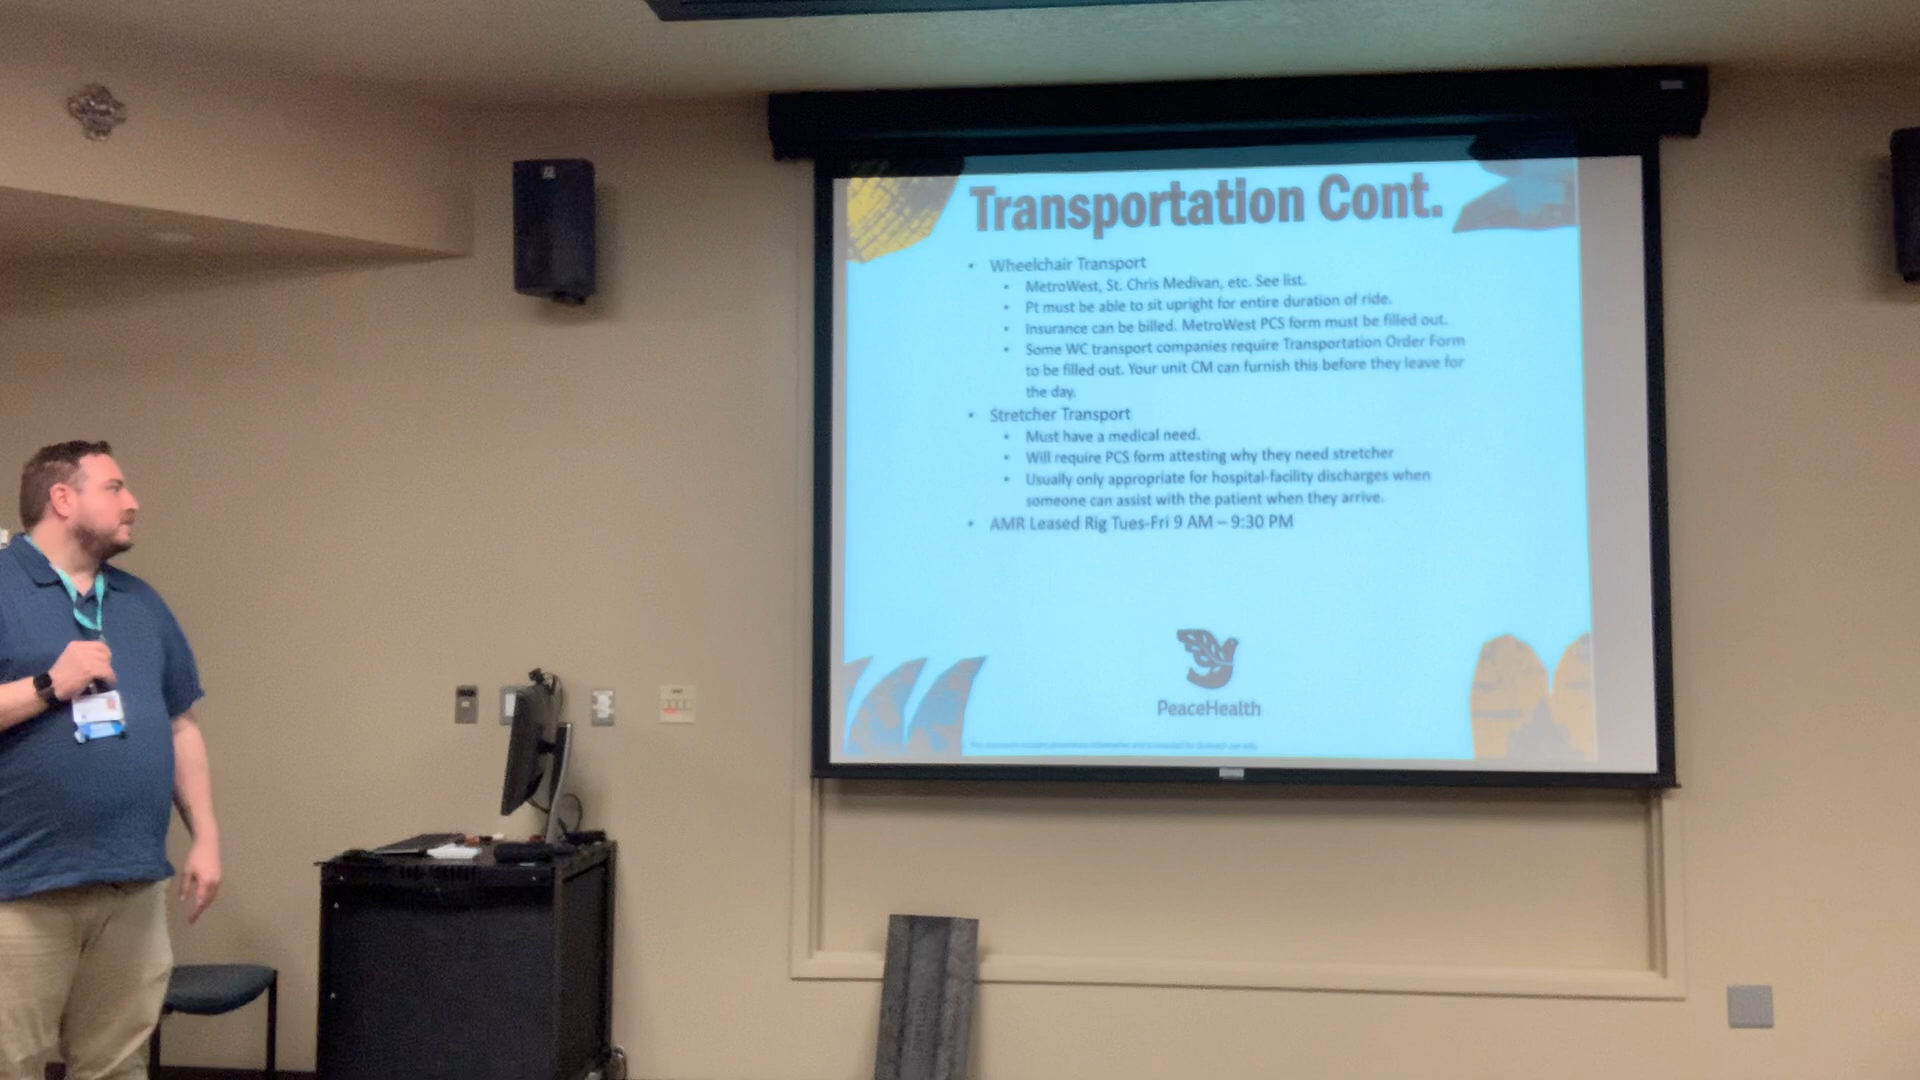 Transportation Cont.
• Wheelchair Transport
• MetroWest, St. Chris Medivan, etc. See list.
• Pt must be able to sit upright for entire duration of ride.
• Insurance can be billed. MetroWest PCS form must be filled out.
• Some WC transport companies require Transportation Order Form
to be filled out. Your unit CM can furnish this before they leave for
the day.
• Stretcher Transport
• Must have a medical need.
• Will require PCS form attesting why they need stretcher
• Usually only appropriate for hospital-facility discharges when
someone can assist with the patient when they arrive.
• AMR Leased Rig Tues-Fri 9 AM – 9:30 PM
PeaceHealth